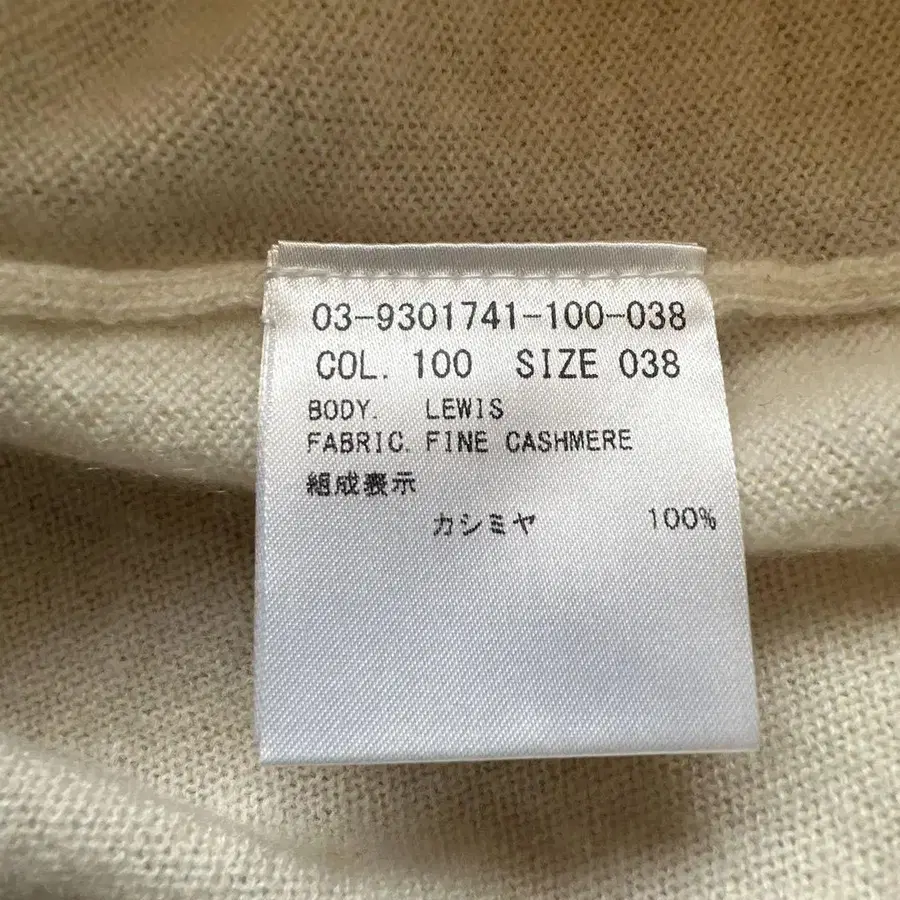 03-9301741-100-038
COL. 100 SIZE 038
BODY. LEWIS
FABRIC. FINE CASHMERE
組成表示
カシミヤ 100%